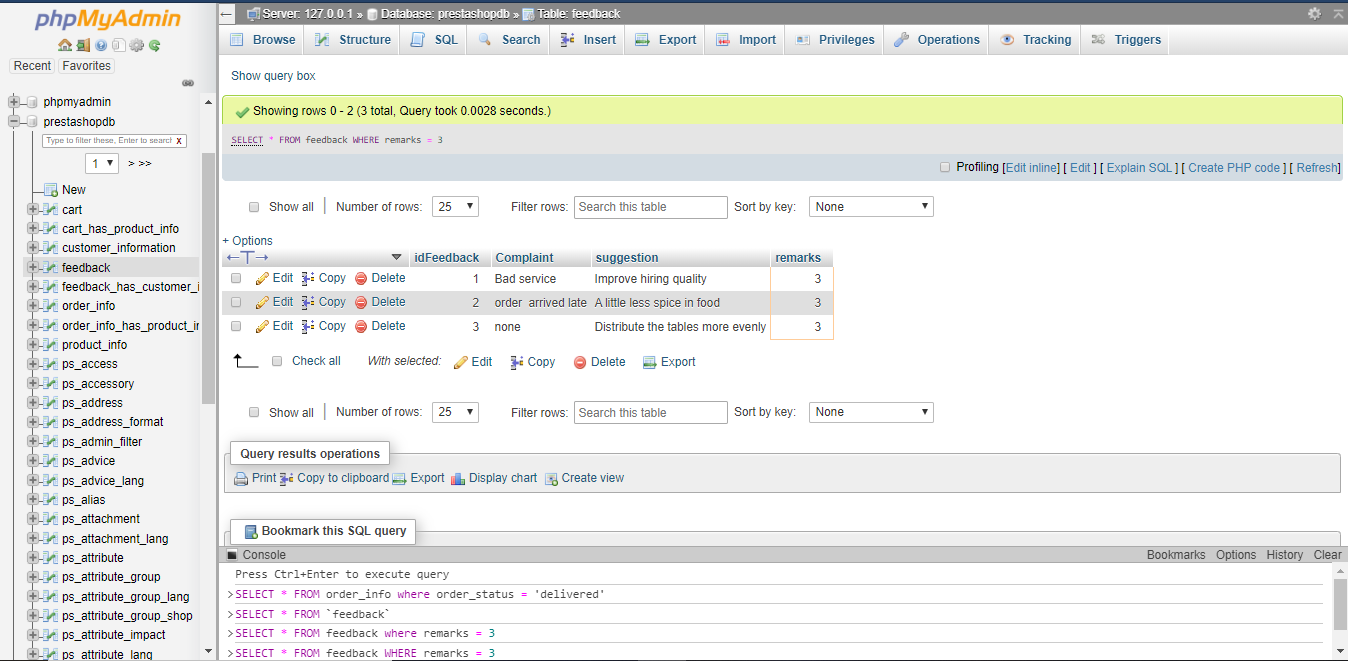 phpMyAdmin
Recent Favorites
phpmyadmin
prestashopdb
Type to filter these, Enter to search X
1 > >>
New
cart
cart_has_product_info
customer_information
feedback
feedback_has_customer_i
order_info
order_info_has_product_i
product_info
ps_access
ps_accessory
ps_address
ps_address_format
ps_admin_filter
ps_advice
ps_advice_lang
ps_alias
ps_attachment
ps_attachment_lang
ps_attribute
ps_attribute_group
ps_attribute_group_lang
ps_attribute_group_shop
ps_attribute_impact
ps_attribute_lang
Server: 127.0.0.1 » Database: prestashopdb » Table: feedback
Browse Structure SQL Search Insert Export Import Privileges Operations Tracking Triggers
Show query box
Showing rows 0 - 2 (3 total, Query took 0.0028 seconds.)
SELECT * FROM feedback WHERE remarks = 3
Profiling [Edit inline] [ Edit ] [ Explain SQL ] [ Create PHP code ] [ Refresh]
Show all Number of rows: 25 Filter rows: Search this table Sort by key: None
+ Options
←T→ idFeedback Complaint suggestion remarks
Edit Copy Delete 1 Bad service Improve hiring quality 3
Edit Copy Delete 2 order arrived late A little less spice in food 3
Edit Copy Delete 3 none Distribute the tables more evenly 3
Check all With selected: Edit Copy Delete Export
Show all Number of rows: 25 Filter rows: Search this table Sort by key: None
Query results operations
Print Copy to clipboard Export Display chart Create view
Bookmark this SQL query
Console Bookmarks Options History Clear
Press Ctrl+Enter to execute query
>SELECT * FROM order_info where order_status = 'delivered'
>SELECT * FROM `feedback`
>SELECT * FROM feedback where remarks = 3
>SELECT * FROM feedback WHERE remarks = 3